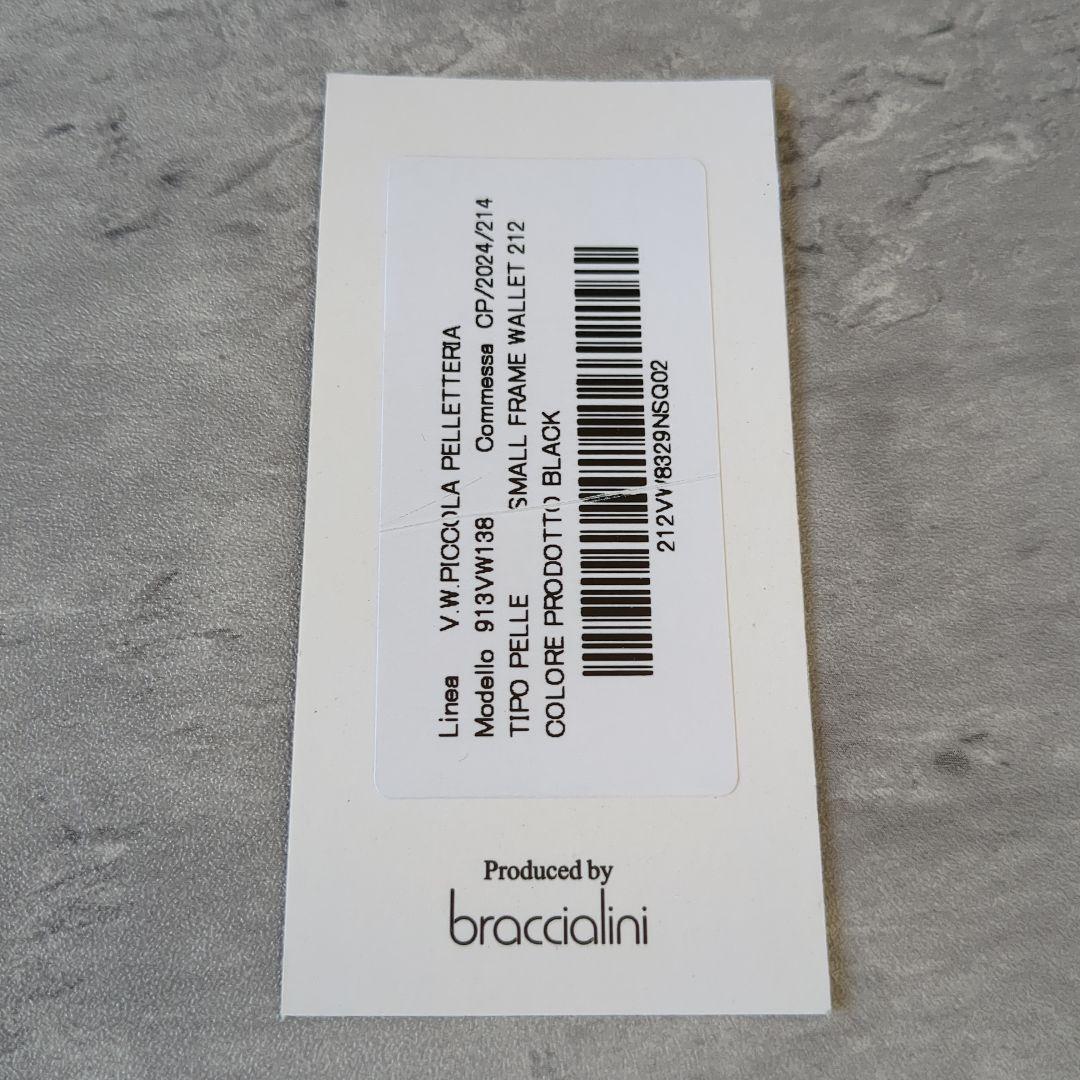 Linea V.W.PICCOLA PELLETTERIA
Modello 913VW138 Commessa CP/2024/214
TIPO PELLE SMALL FRAME WALLET 212
COLORE PRODOTTO BLACK
212VW8329NSQ02
Produced by
braccialini